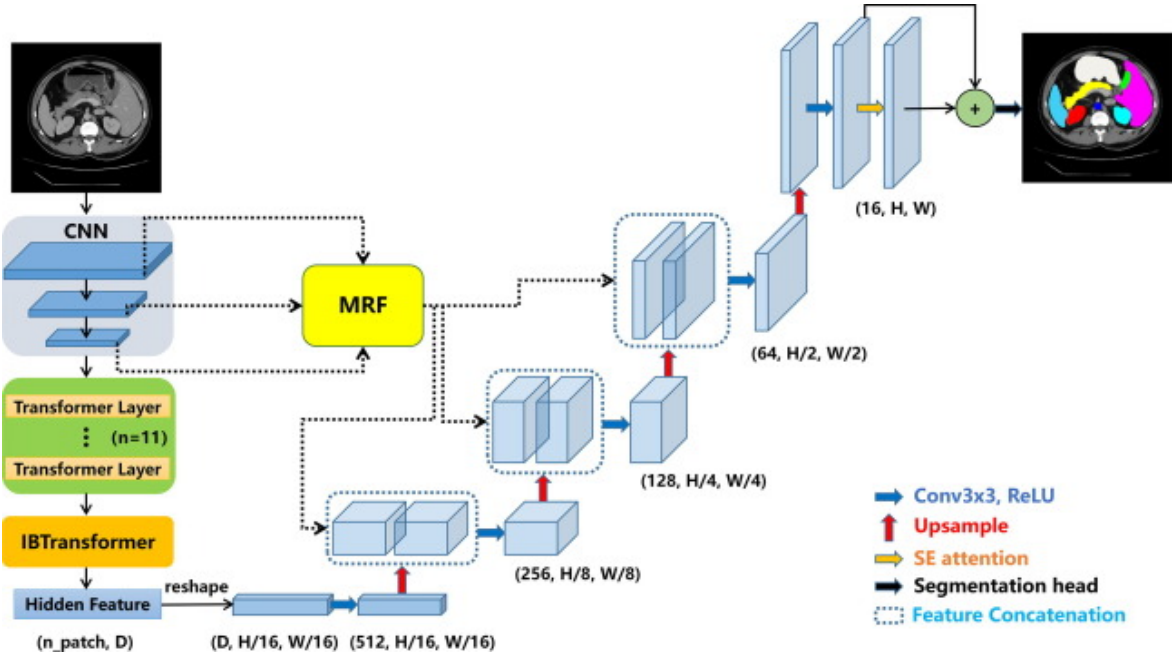 CNN
MRF
Transformer Layer
(n=11)
Transformer Layer
IBTransformer
Hidden Feature
reshape
(n_patch, D)
(D, H/16, W/16)
(512, H/16, W/16)
(256, H/8, W/8)
(128, H/4, W/4)
(64, H/2, W/2)
(16, H, W)
+
Conv3x3, ReLU
Upsample
SE attention
Segmentation head
Feature Concatenation